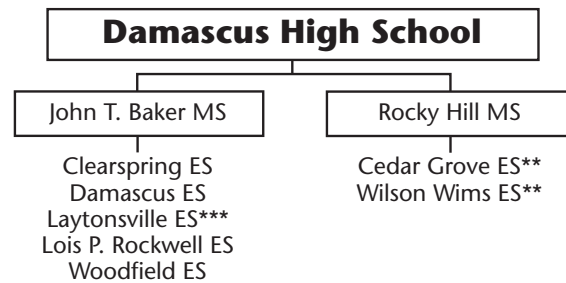 Damascus High School
John T. Baker MS
Rocky Hill MS
Clearspring ES
Damascus ES
Laytonsville ES***
Lois P. Rockwell ES
Woodfield ES
Cedar Grove ES**
Wilson Wims ES**